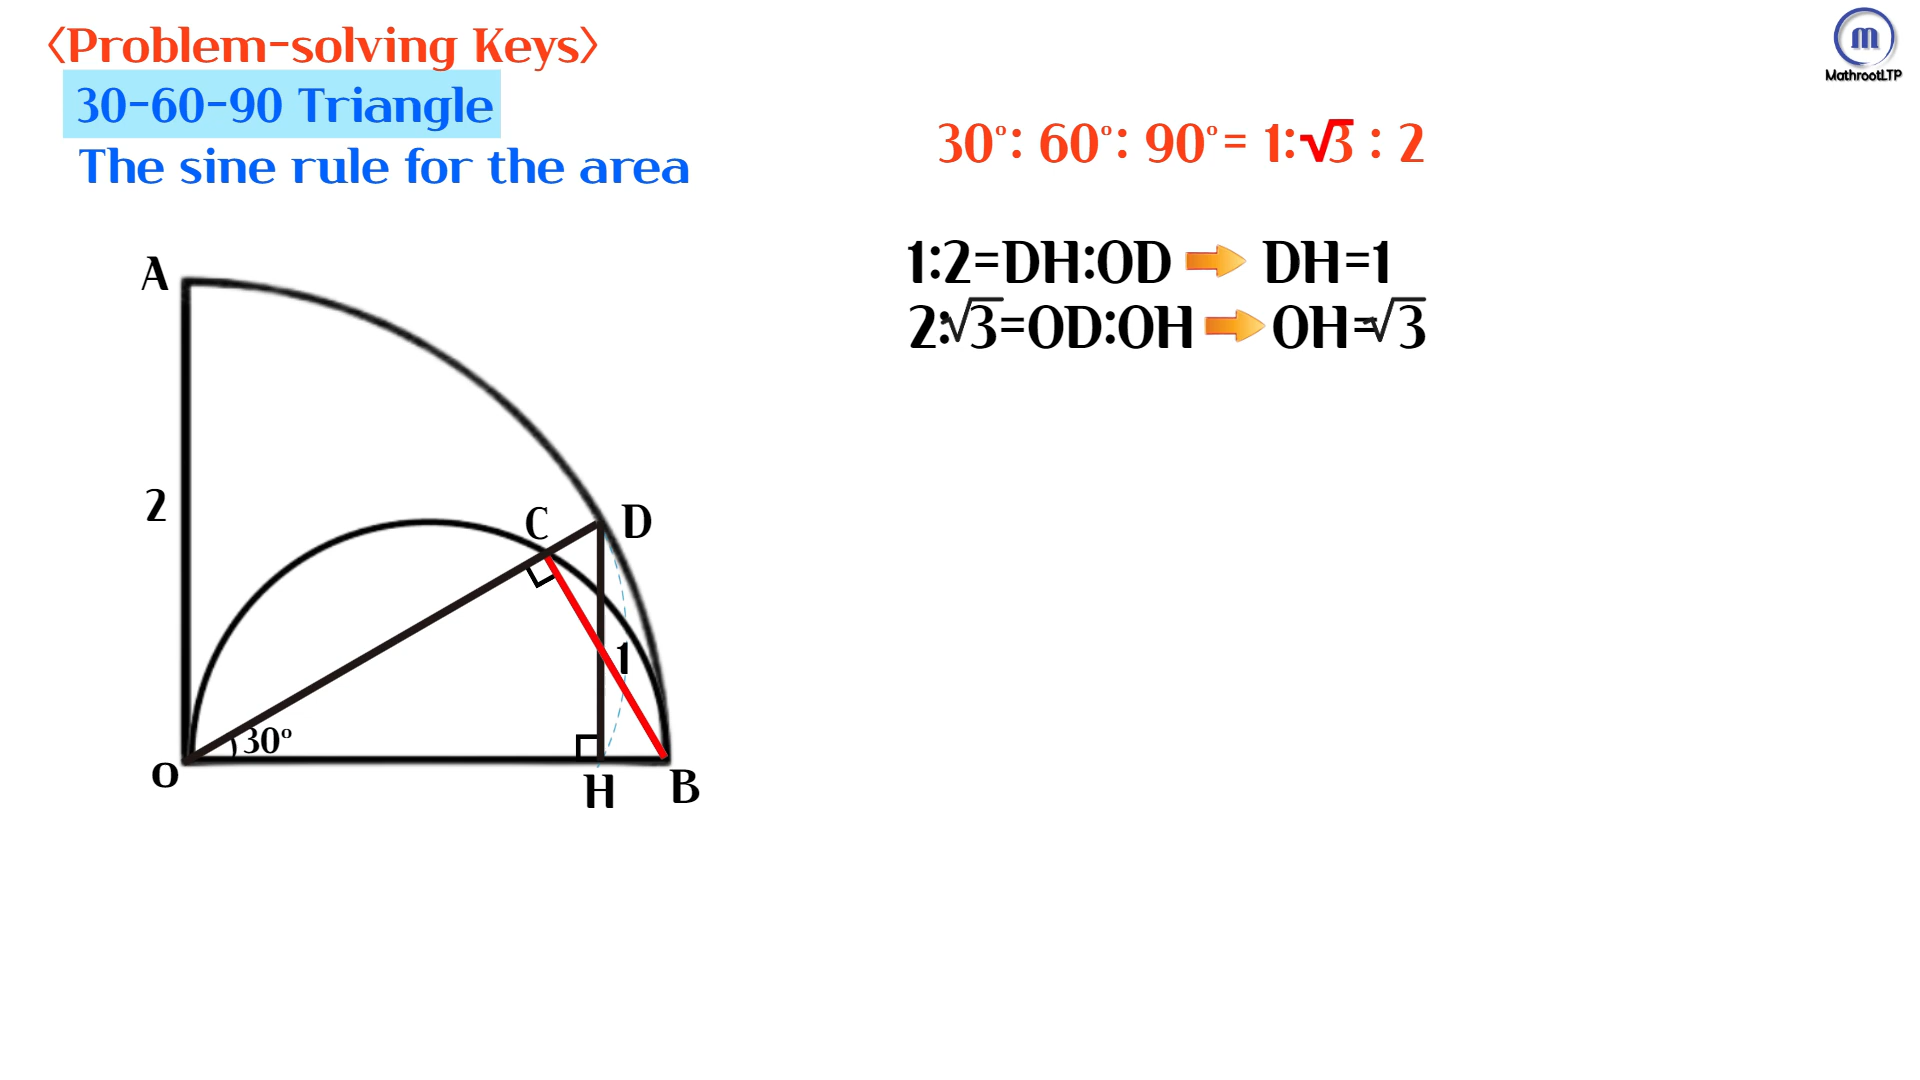 〈Problem-solving Keys〉
30-60-90 Triangle
The sine rule for the area
m
MathrootLTP
30°: 60°: 90°= 1:√3 : 2
1:2=DH:OD DH=1
2:√3=OD:OH OH=√3
A
2
C
D
1
30°
O
H
B